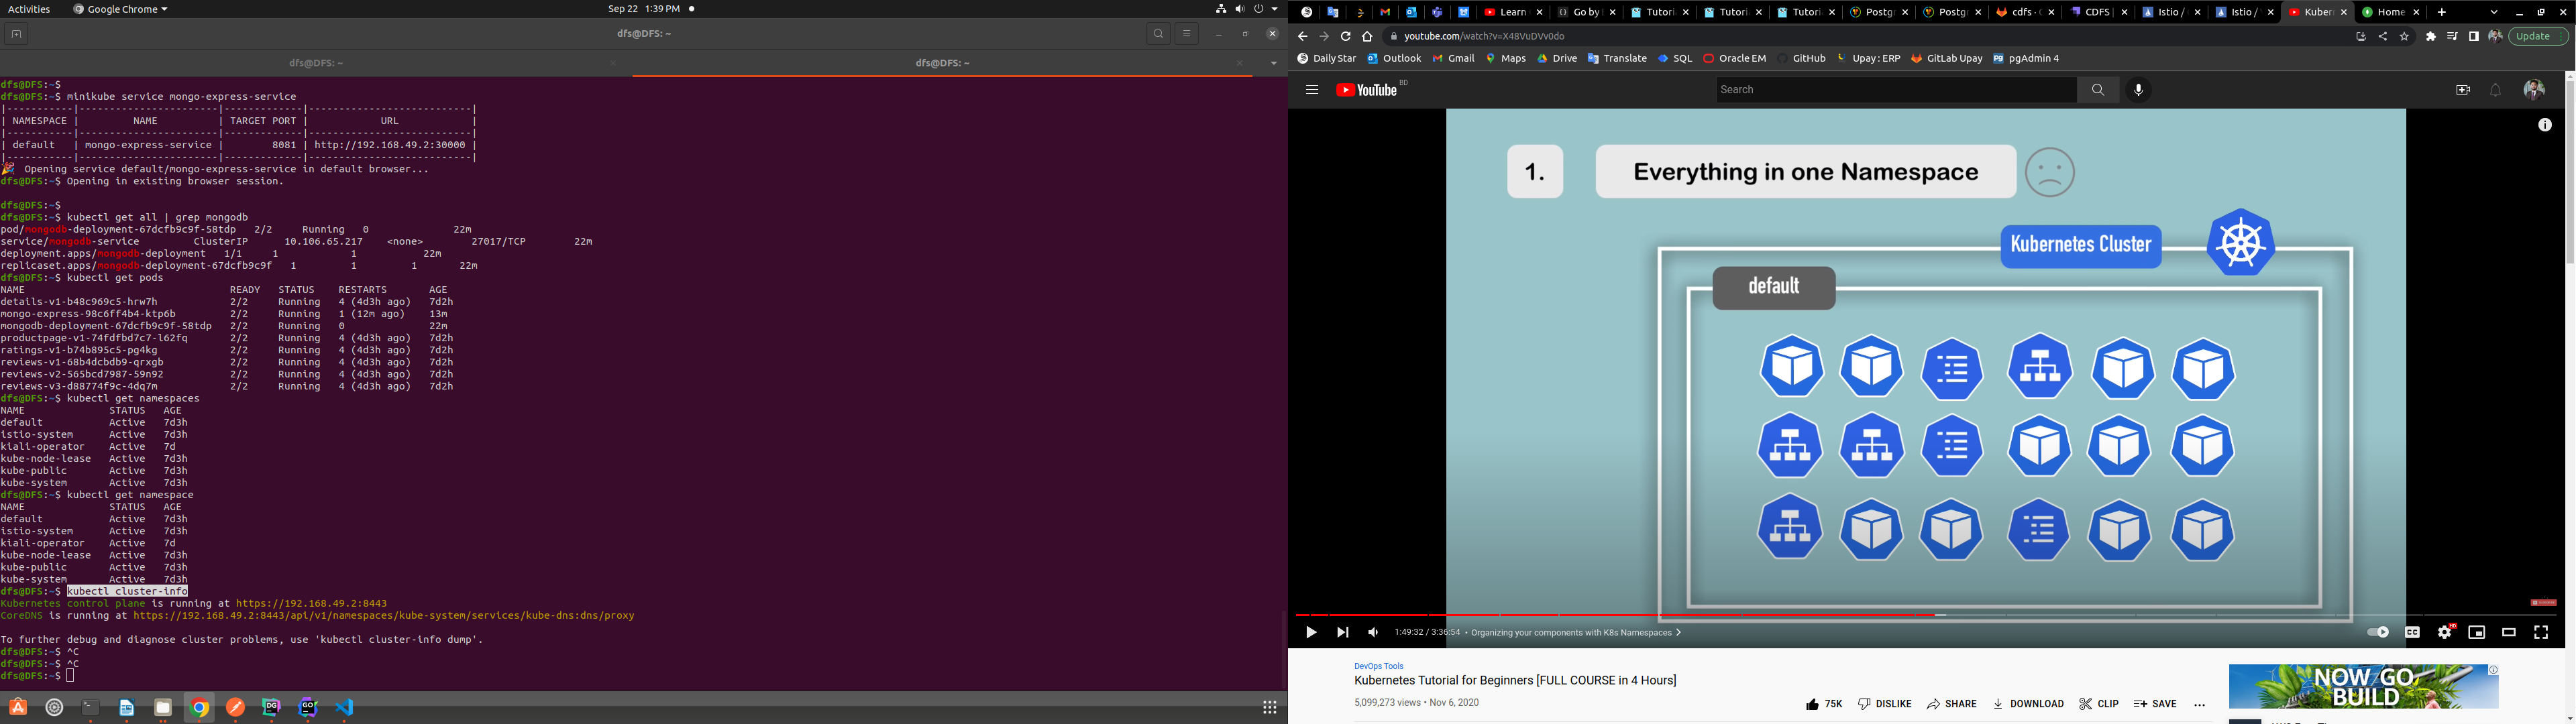 Activities
Google Chrome
Sep 22 1:39 PM
dfs@DFS: ~
dfs@DFS: ~
dfs@DFS: ~
dfs@DFS:~$
dfs@DFS:~$ minikube service mongo-express-service
|-----------|-----------------------|-------------|---------------------------|
| NAMESPACE | NAME | TARGET PORT | URL |
|-----------|-----------------------|-------------|---------------------------|
| default | mongo-express-service | 8081 | http://192.168.49.2:30000 |
|-----------|-----------------------|-------------|---------------------------|
🎉 Opening service default/mongo-express-service in default browser...
dfs@DFS:~$ Opening in existing browser session.
dfs@DFS:~$
dfs@DFS:~$ kubectl get all | grep mongodb
pod/mongodb-deployment-67dcfb9c9f-58tdp 2/2 Running 0 22m
service/mongodb-service ClusterIP 10.106.65.217 <none> 27017/TCP 22m
deployment.apps/mongodb-deployment 1/1 1 1 22m
replicaset.apps/mongodb-deployment-67dcfb9c9f 1 1 1 22m
dfs@DFS:~$ kubectl get pods
NAME READY STATUS RESTARTS AGE
details-v1-b48c969c5-hrw7h 2/2 Running 4 (4d3h ago) 7d2h
mongo-express-98c6ff4b4-ktp6b 2/2 Running 1 (12m ago) 13m
mongodb-deployment-67dcfb9c9f-58tdp 2/2 Running 0 22m
productpage-v1-74fdfbd7c7-l62fq 2/2 Running 4 (4d3h ago) 7d2h
ratings-v1-b74b895c5-pg4kg 2/2 Running 4 (4d3h ago) 7d2h
reviews-v1-68b4dcbdb9-qrxgb 2/2 Running 4 (4d3h ago) 7d2h
reviews-v2-565bcd7987-59n92 2/2 Running 4 (4d3h ago) 7d2h
reviews-v3-d88774f9c-4dq7m 2/2 Running 4 (4d3h ago) 7d2h
dfs@DFS:~$ kubectl get namespaces
NAME STATUS AGE
default Active 7d3h
istio-system Active 7d3h
kiali-operator Active 7d
kube-node-lease Active 7d3h
kube-public Active 7d3h
kube-system Active 7d3h
dfs@DFS:~$ kubectl get namespace
NAME STATUS AGE
default Active 7d3h
istio-system Active 7d3h
kiali-operator Active 7d
kube-node-lease Active 7d3h
kube-public Active 7d3h
kube-system Active 7d3h
dfs@DFS:~$ kubectl cluster-info
Kubernetes control plane is running at https://192.168.49.2:8443
CoreDNS is running at https://192.168.49.2:8443/api/v1/namespaces/kube-system/services/kube-dns:dns/proxy
To further debug and diagnose cluster problems, use 'kubectl cluster-info dump'.
dfs@DFS:~$ ^C
dfs@DFS:~$ ^C
dfs@DFS:~$
Learn
Go by
Tutoria
Tutoria
Tutoria
Postgr
Postgr
cdfs
CDFS
Istio /
Istio /
Kuber
Home
youtube.com/watch?v=X48VuDVv0do
Update
Daily Star
Outlook
Gmail
Maps
Drive
Translate
SQL
Oracle EM
GitHub
Upay : ERP
GitLab Upay
pgAdmin 4
YouTube BD
Search
1.
Everything in one Namespace
Kubernetes Cluster
default
1:49:32 / 3:36:54 • Organizing your components with K8s Namespaces
CC
HD
DevOps Tools
Kubernetes Tutorial for Beginners [FULL COURSE in 4 Hours]
5,099,273 views • Nov 6, 2020
75K
DISLIKE
SHARE
DOWNLOAD
CLIP
SAVE
NOW GO
BUILD